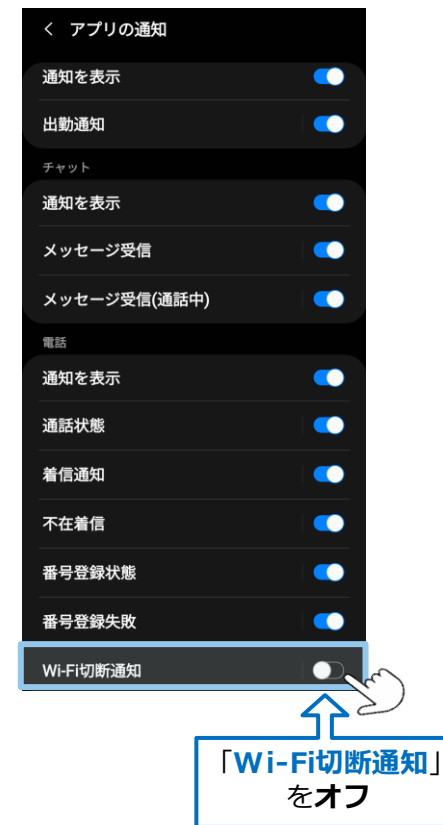 アプリの通知
通知を表示
出勤通知
チャット
通知を表示
メッセージ受信
メッセージ受信(通話中)
電話
通知を表示
通話状態
着信通知
不在着信
番号登録状態
番号登録失敗
Wi-Fi切断通知
「Wi-Fi切断通知」
をオフ